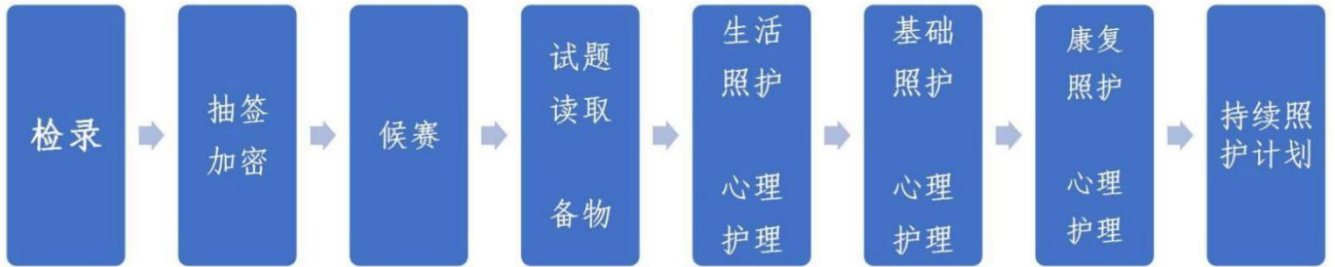 检录
抽签
加密
候赛
试题
读取
备物
生活
照护
心理
护理
基础
照护
心理
护理
康复
照护
心理
护理
持续照
护计划